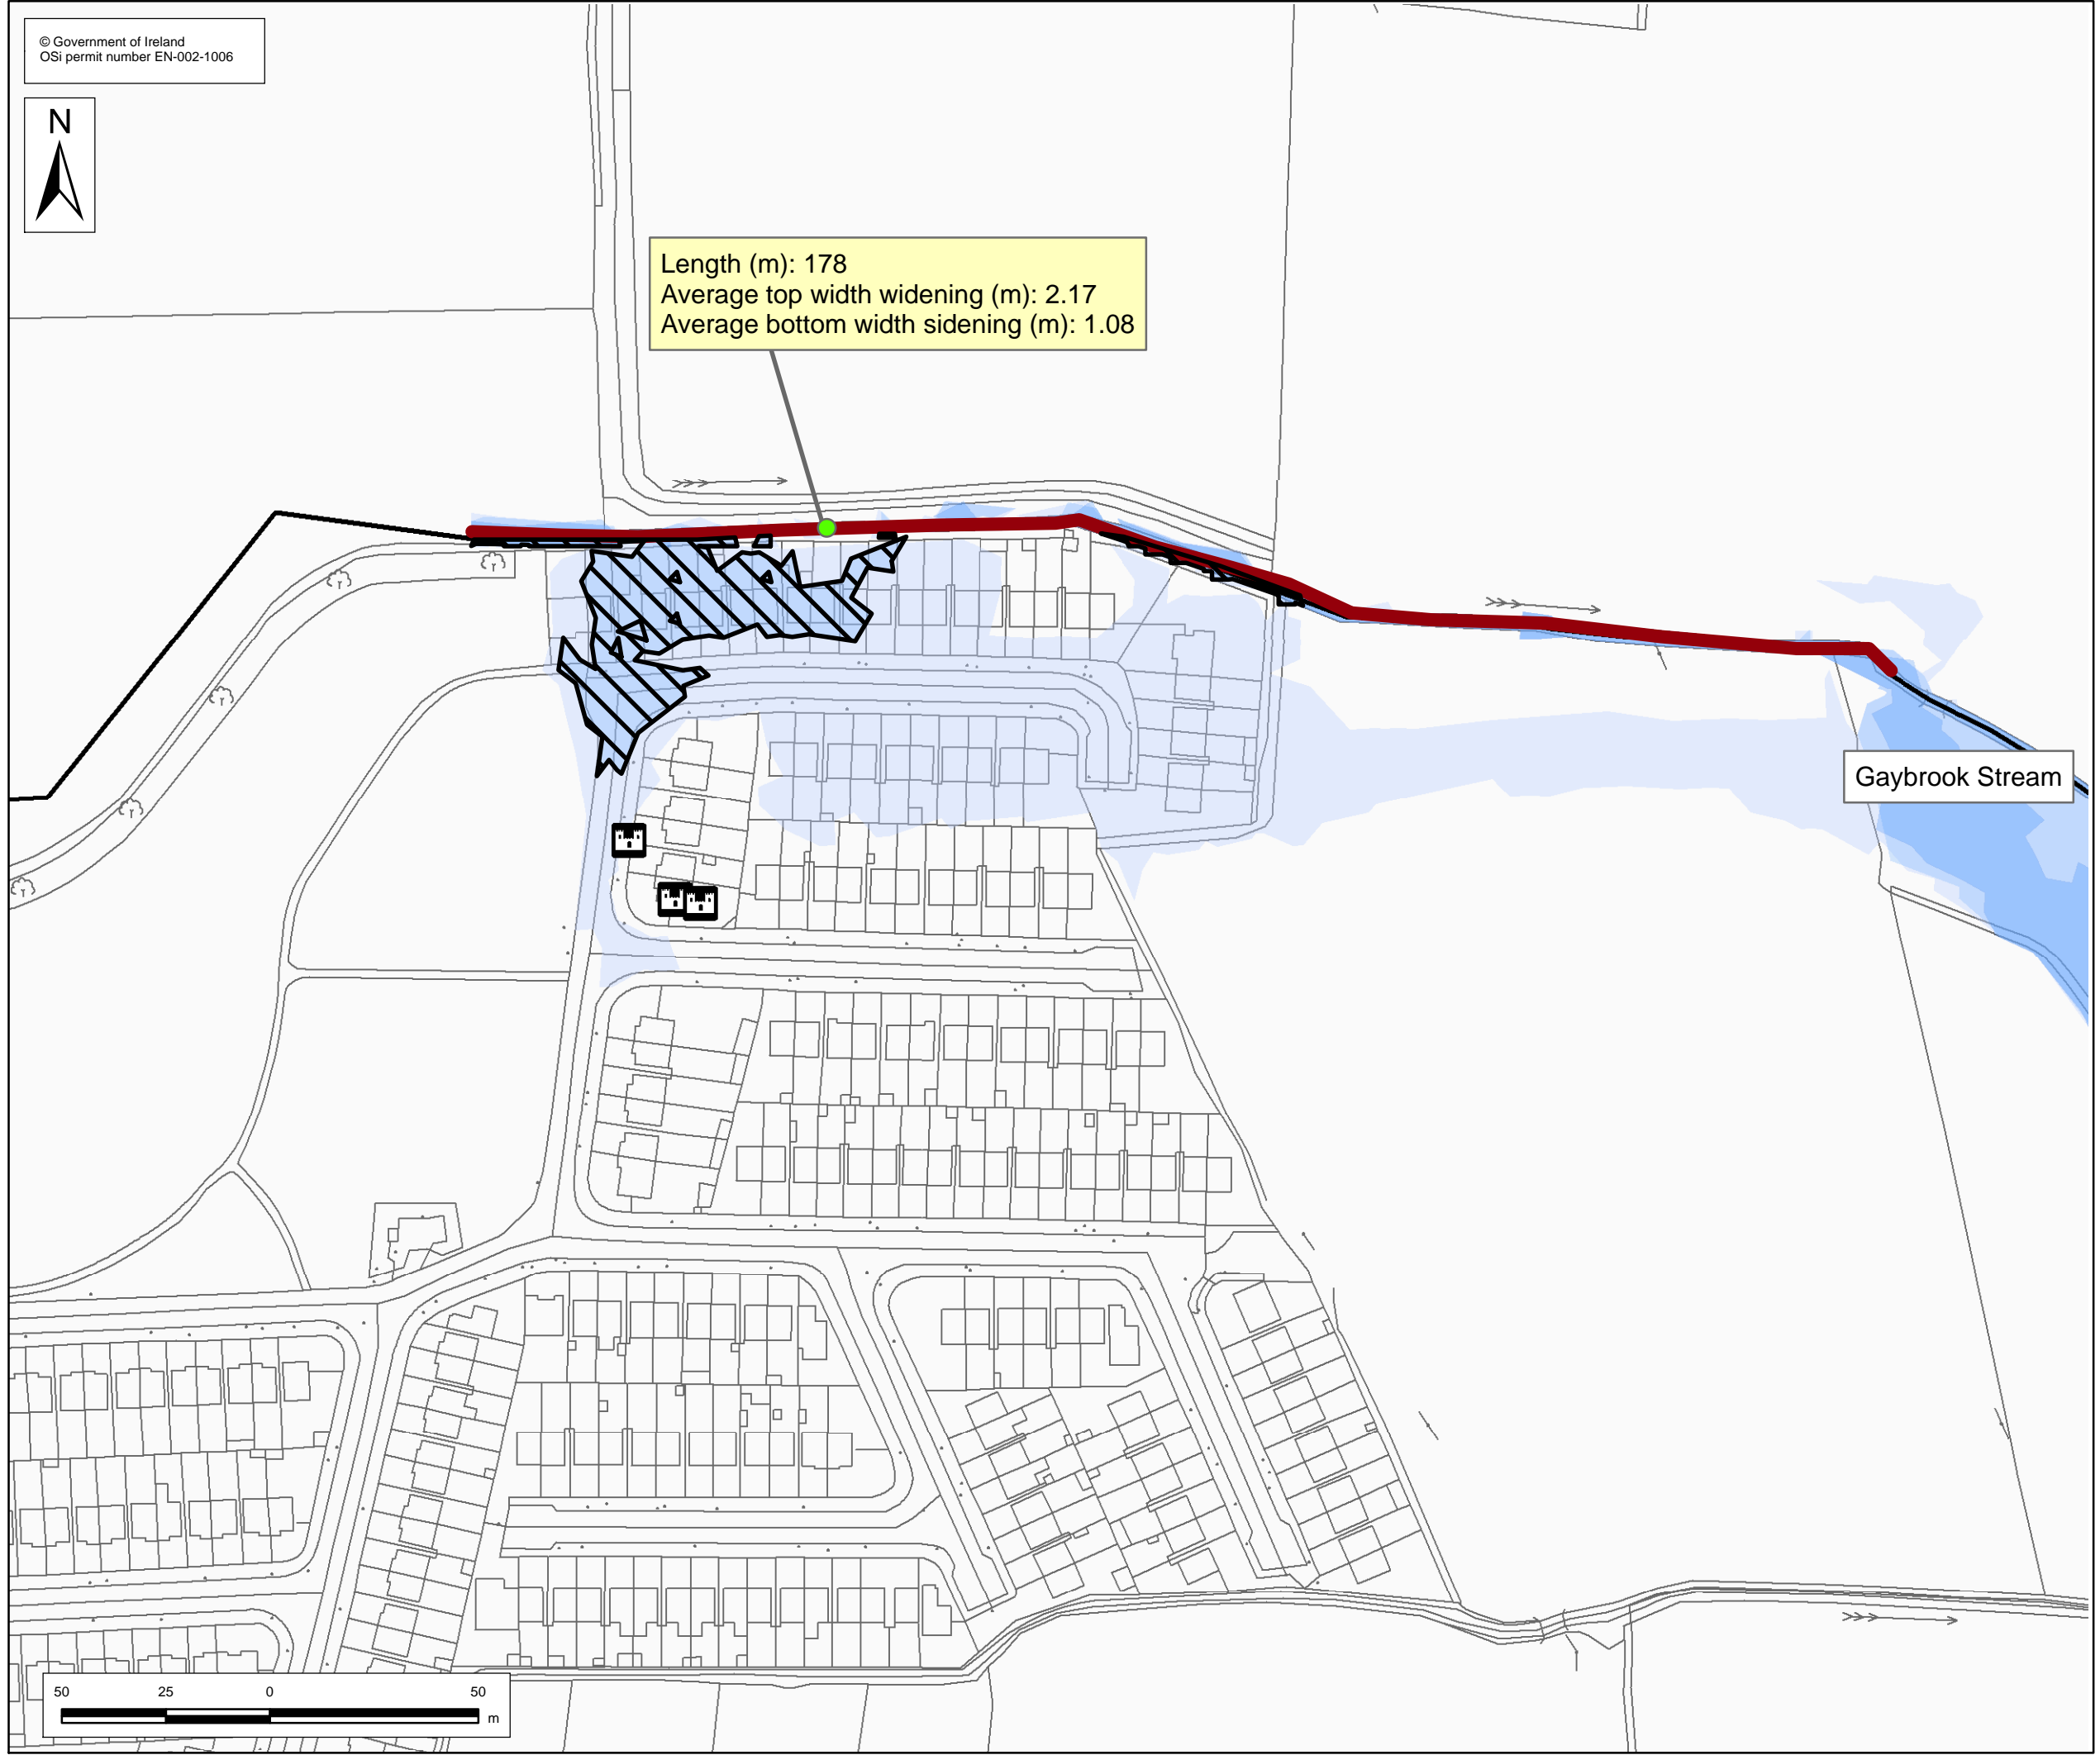 © Government of Ireland
OSi permit number EN-002-1006
N
Length (m): 178
Average top width widening (m): 2.17
Average bottom width sidening (m): 1.08
Gaybrook Stream
50 25 0 50
m